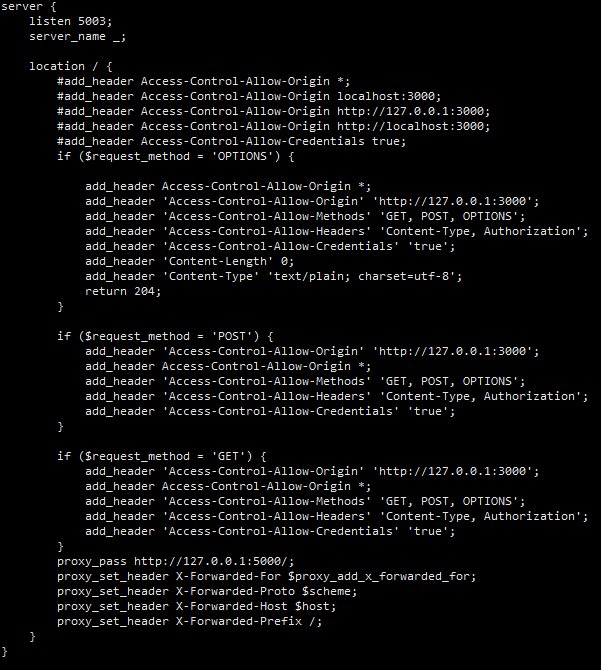 server {
    listen 5003;
    server_name _;

    location / {
        #add_header Access-Control-Allow-Origin *;
        #add_header Access-Control-Allow-Origin localhost:3000;
        #add_header Access-Control-Allow-Origin http://127.0.0.1:3000;
        #add_header Access-Control-Allow-Origin http://localhost:3000;
        #add_header Access-Control-Allow-Credentials true;
        if ($request_method = 'OPTIONS') {

            add_header Access-Control-Allow-Origin *;
            add_header 'Access-Control-Allow-Origin' 'http://127.0.0.1:3000';
            add_header 'Access-Control-Allow-Methods' 'GET, POST, OPTIONS';
            add_header 'Access-Control-Allow-Headers' 'Content-Type, Authorization';
            add_header 'Access-Control-Allow-Credentials' 'true';
            add_header 'Content-Length' 0;
            add_header 'Content-Type' 'text/plain; charset=utf-8';
            return 204;
        }

        if ($request_method = 'POST') {
            add_header 'Access-Control-Allow-Origin' 'http://127.0.0.1:3000';
            add_header Access-Control-Allow-Origin *;
            add_header 'Access-Control-Allow-Methods' 'GET, POST, OPTIONS';
            add_header 'Access-Control-Allow-Headers' 'Content-Type, Authorization';
            add_header 'Access-Control-Allow-Credentials' 'true';
        }

        if ($request_method = 'GET') {
            add_header 'Access-Control-Allow-Origin' 'http://127.0.0.1:3000';
            add_header Access-Control-Allow-Origin *;
            add_header 'Access-Control-Allow-Methods' 'GET, POST, OPTIONS';
            add_header 'Access-Control-Allow-Headers' 'Content-Type, Authorization';
            add_header 'Access-Control-Allow-Credentials' 'true';
        }
        proxy_pass http://127.0.0.1:5000/;
        proxy_set_header X-Forwarded-For $proxy_add_x_forwarded_for;
        proxy_set_header X-Forwarded-Proto $scheme;
        proxy_set_header X-Forwarded-Host $host;
        proxy_set_header X-Forwarded-Prefix /;
    }
}